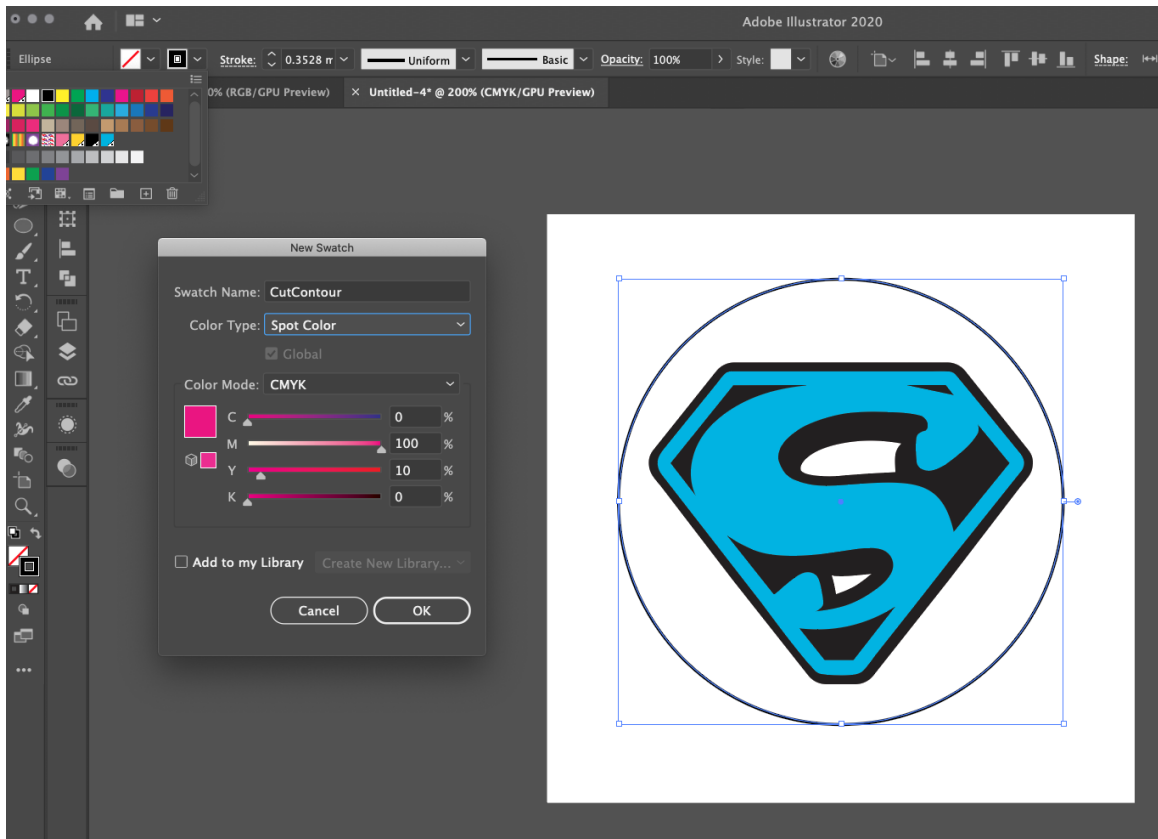 Adobe Illustrator 2020
Ellipse Stroke: 0.3528 m Uniform Basic Opacity: 100% Style: Shape:
0% (RGB/GPU Preview) × Untitled-4* @ 200% (CMYK/GPU Preview)
New Swatch
Swatch Name: CutContour
Color Type: Spot Color
Global
Color Mode: CMYK
C 0 %
M 100 %
Y 10 %
K 0 %
Add to my Library Create New Library...
Cancel OK
S